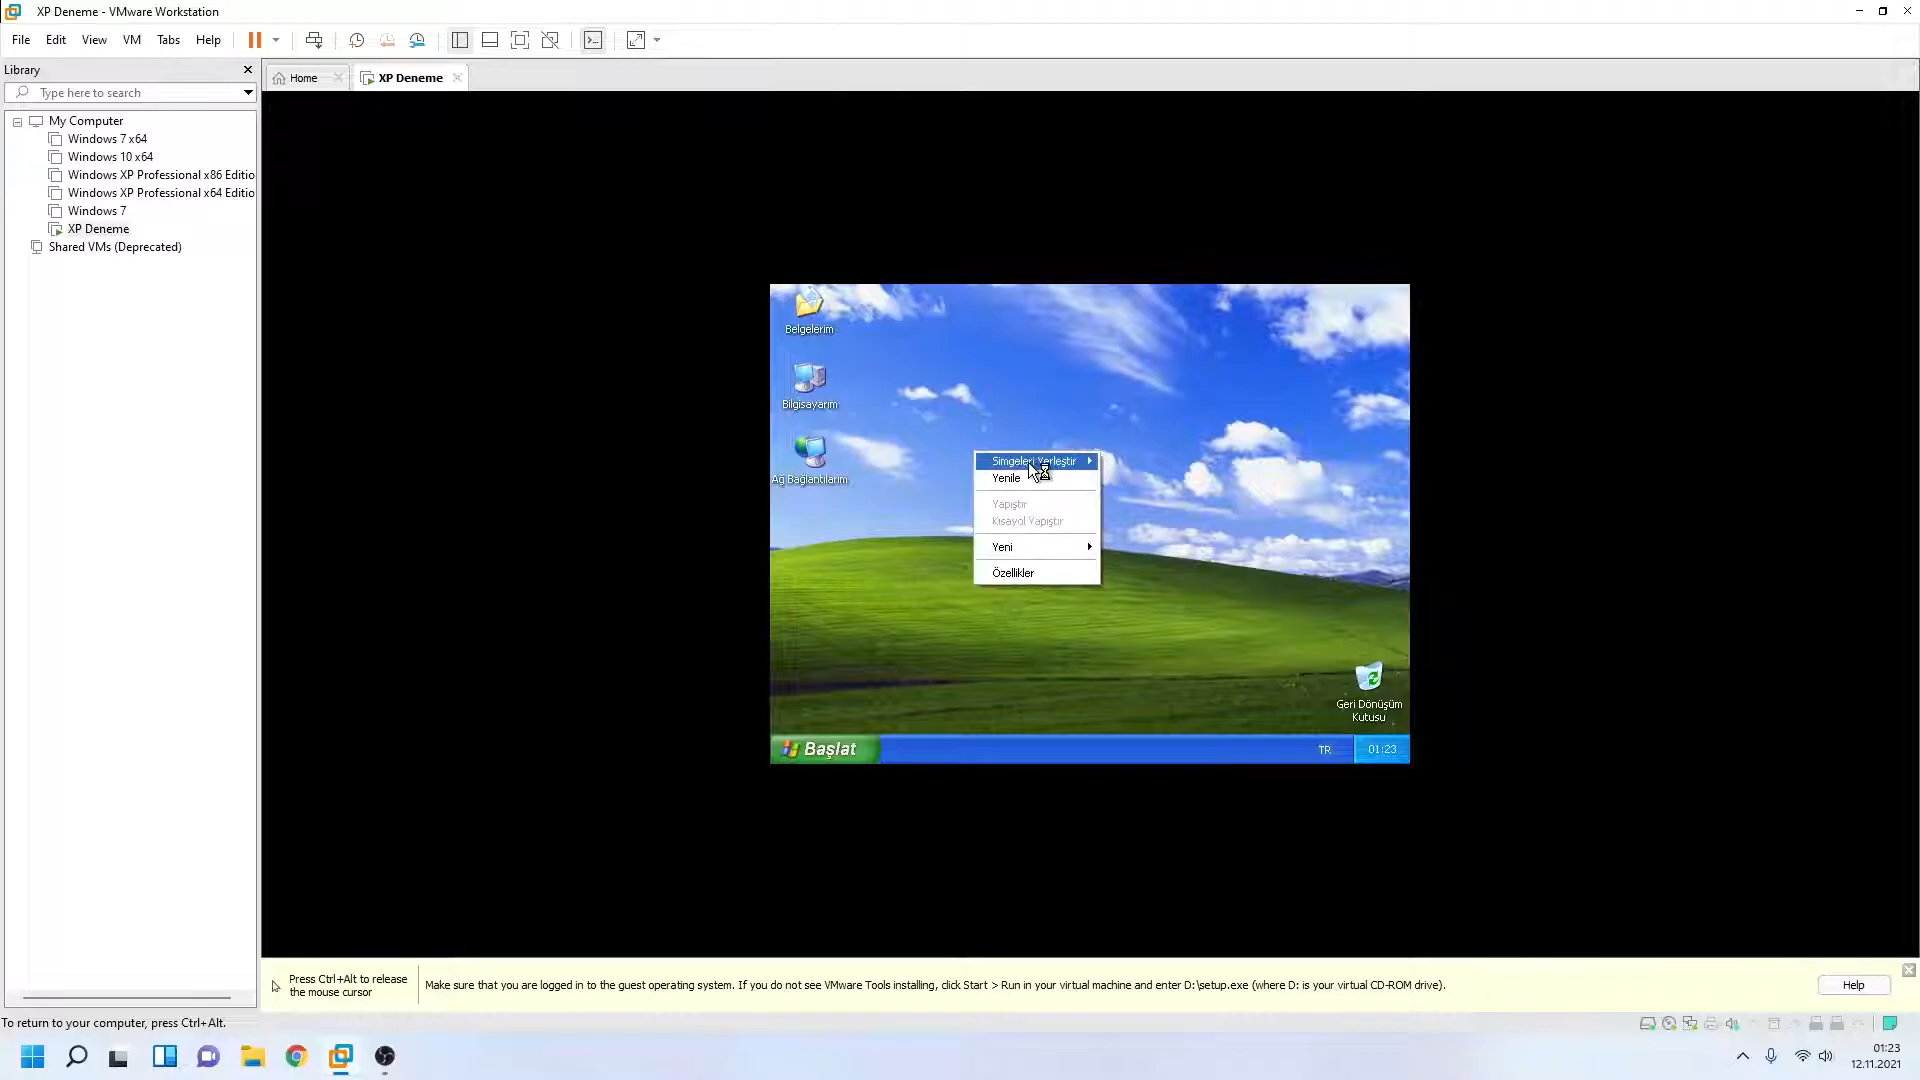 XP Deneme - VMware Workstation
File Edit View VM Tabs Help
Library
Home
XP Deneme
Type here to search
My Computer
Windows 7 x64
Windows 10 x64
Windows XP Professional x86 Editio
Windows XP Professional x64 Editio
Windows 7
XP Deneme
Shared VMs (Deprecated)
Belgelerim
Bilgisayarım
Ağ Bağlantılarım
Simgeleri Yerleştir
Yenile
Yapıştır
Kısayol Yapıştır
Yeni
Özellikler
Geri Dönüşüm
Kutusu
Başlat
TR
01:23
Press Ctrl+Alt to release
the mouse cursor
Make sure that you are logged in to the guest operating system. If you do not see VMware Tools installing, click Start > Run in your virtual machine and enter D:\setup.exe (where D: is your virtual CD-ROM drive).
Help
To return to your computer, press Ctrl+Alt.
01:23
12.11.2021